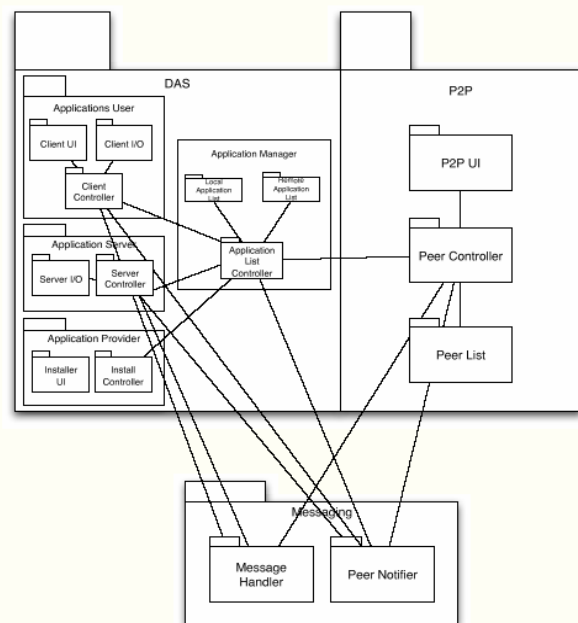 DAS
P2P
Applications User
Client UI
Client I/O
Client
Controller
Application Manager
Local
Application
List
Remote
Application
List
P2P UI
Application Server
Server I/O
Server
Controller
Application
List
Controller
Peer Controller
Application Provider
Installer
UI
Install
Controller
Peer List
Messaging
Message
Handler
Peer Notifier